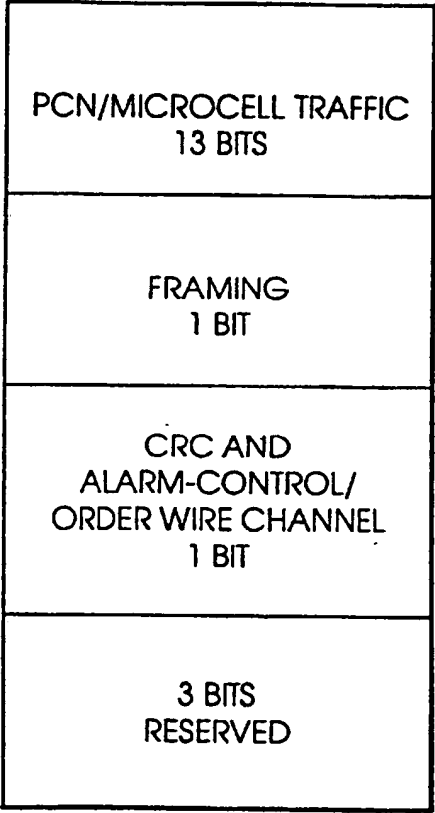 PCN/MICROCELL TRAFFIC
13 BITS
FRAMING
1 BIT
CRC AND
ALARM-CONTROL/
ORDER WIRE CHANNEL
1 BIT
3 BITS
RESERVED